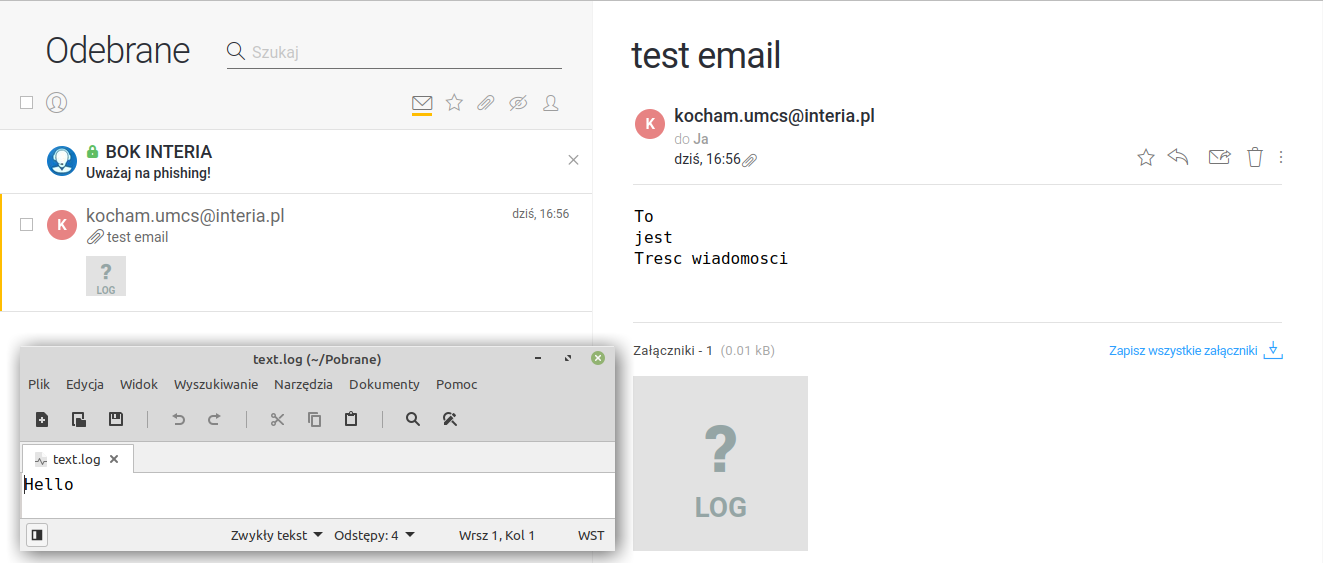 Odebrane
Szukaj
BOK INTERIA
Uważaj na phishing!
K
kocham.umcs@interia.pl
dziś, 16:56
test email
?
LOG
test email
K
kocham.umcs@interia.pl
do Ja
dziś, 16:56
To
jest
Tresc wiadomosci
Załączniki - 1 (0.01 kB)
Zapisz wszystkie załączniki
?
LOG
text.log (~/Pobrane)
Plik Edycja Widok Wyszukiwanie Narzędzia Dokumenty Pomoc
text.log
Hello
Zwykły tekst Odstępy: 4 Wrsz 1, Kol 1 WST